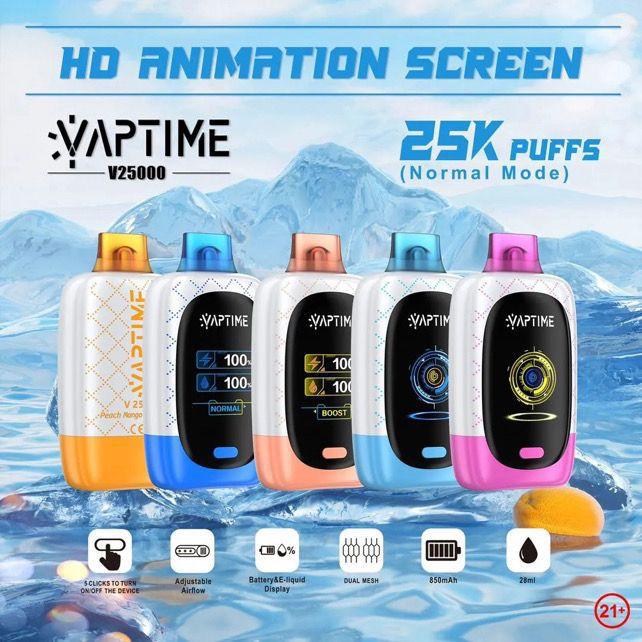 HD ANIMATION SCREEN
VAPTIME
V25000
25K PUFFS
(Normal Mode)
VAPTIME
V 25
Peach Mango
CE
VAPTIME
100%
100%
NORMAL
VAPTIME
100
100
BOOST
VAPTIM
VAPTIME
5 CLICKS TO TURN
ON/OFF THE DEVICE
Adjustable
Airflow
%
Battery&E-liquid
Display
DUAL MESH
850mAh
28ml
21+